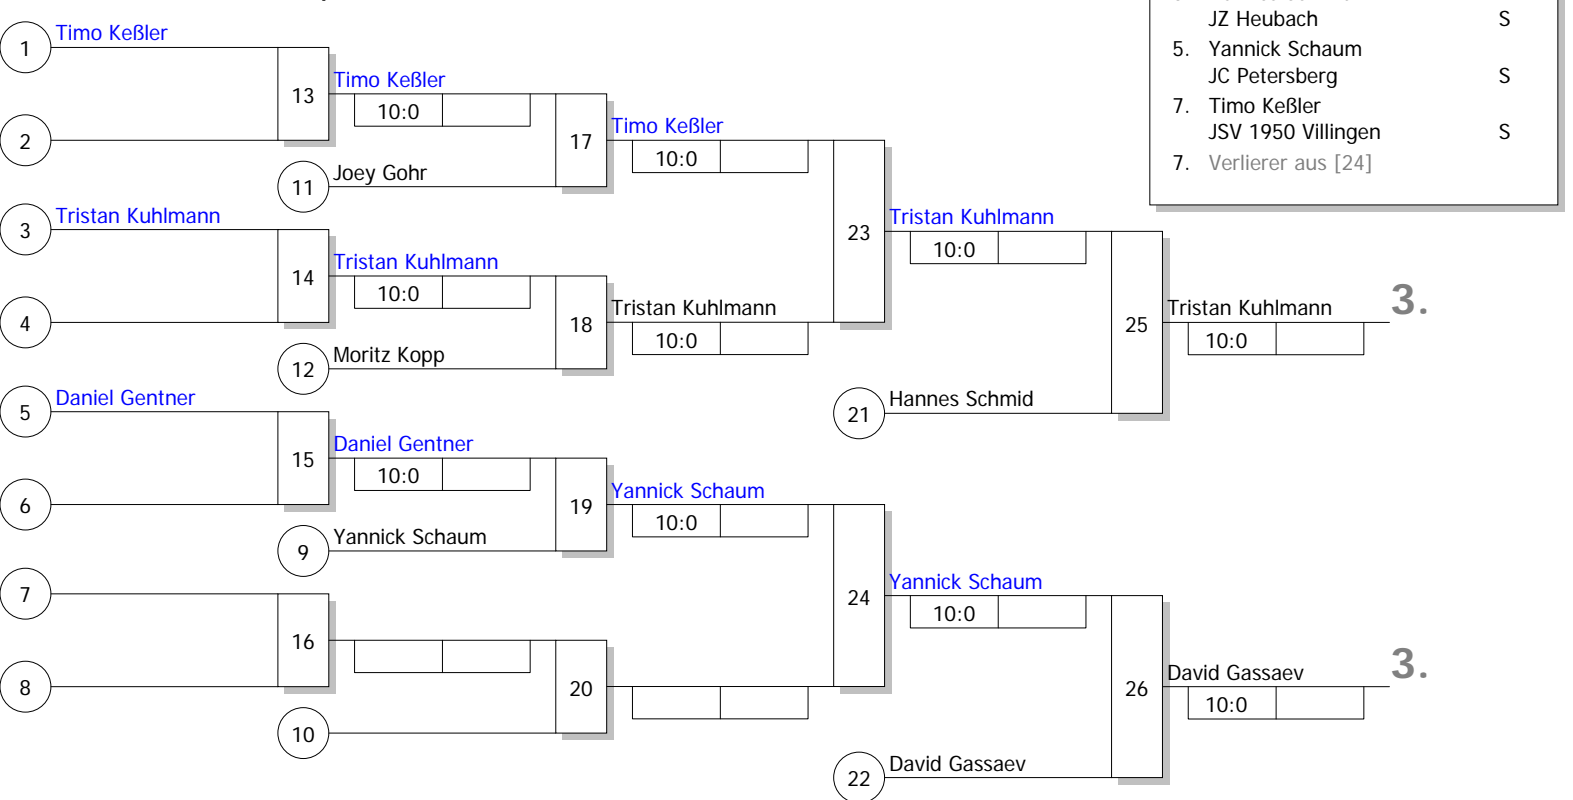 JZ Heubach S
5. Yannick Schaum
JC Petersberg S
7. Timo Keßler
JSV 1950 Villingen S
7. Verlierer aus [24]
1 Timo Keßler
13 Timo Keßler
10:0
2
17 Timo Keßler
10:0
11 Joey Gohr
3 Tristan Kuhlmann
23 Tristan Kuhlmann
10:0
14 Tristan Kuhlmann
10:0
4
18 Tristan Kuhlmann
10:0
25 Tristan Kuhlmann 3.
10:0
12 Moritz Kopp
5 Daniel Gentner
21 Hannes Schmid
15 Daniel Gentner
10:0
6
19 Yannick Schaum
10:0
9 Yannick Schaum
7
24 Yannick Schaum
10:0
16
8
20
26 David Gassaev 3.
10:0
10
22 David Gassaev